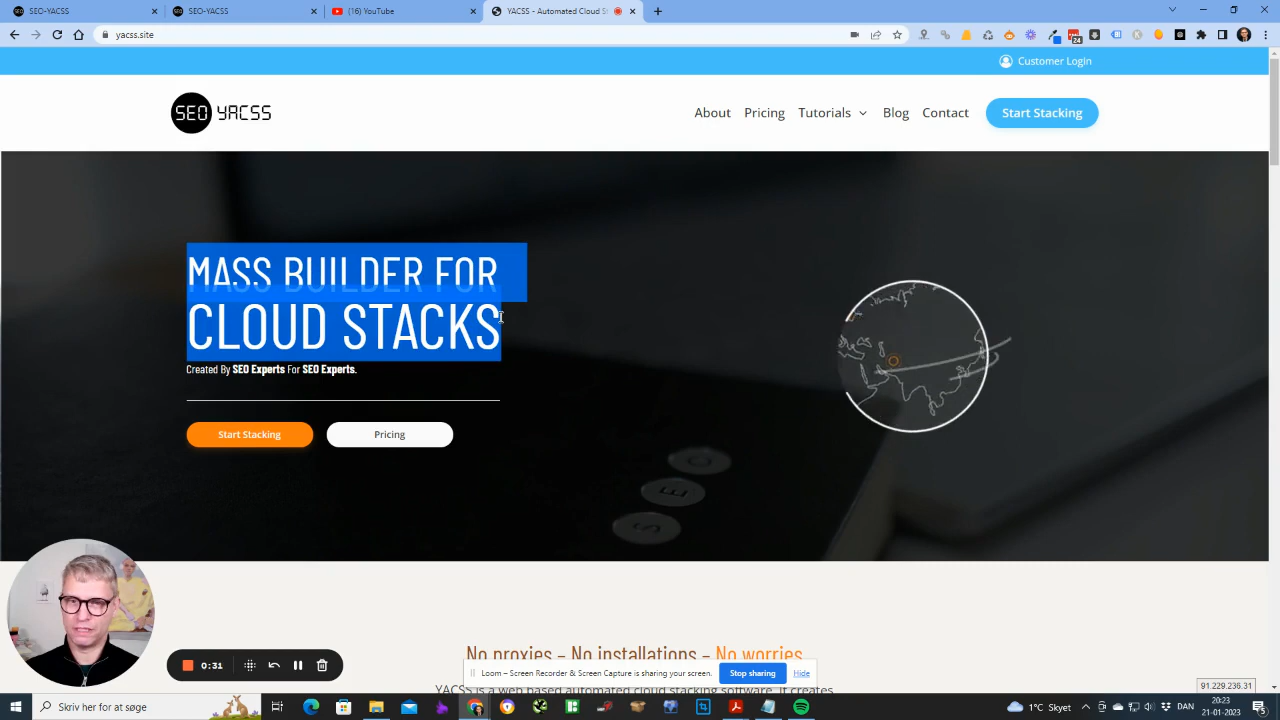 SEO-YACSS
SEO-YACSS
(16) YouTube
YACSS - Automated Cloud S
yacss.site
24
Customer Login
SEO YACSS
About
Pricing
Tutorials
Blog
Contact
Start Stacking
MASS BUILDER FOR
CLOUD STACKS
Created By SEO Experts For SEO Experts.
Start Stacking
Pricing
O
E
S
No proxies – No installations – No worries
YACSS is a web based automated cloud stacking software. It creates
0:31
Loom – Screen Recorder & Screen Capture is sharing your screen.
Stop sharing
Hide
91.229.236.31
Skriv her for at søge
1°C Skyet
DAN
20:23
21-01-2023